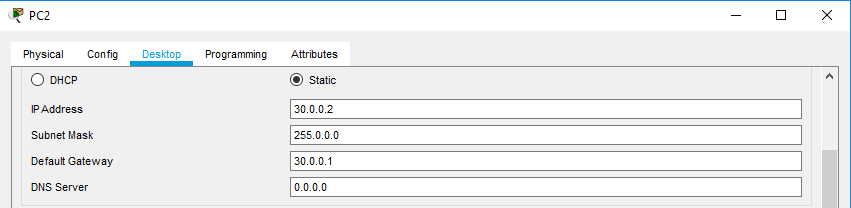 PC2
Physical Config Desktop Programming Attributes
DHCP Static
IP Address 30.0.0.2
Subnet Mask 255.0.0.0
Default Gateway 30.0.0.1
DNS Server 0.0.0.0